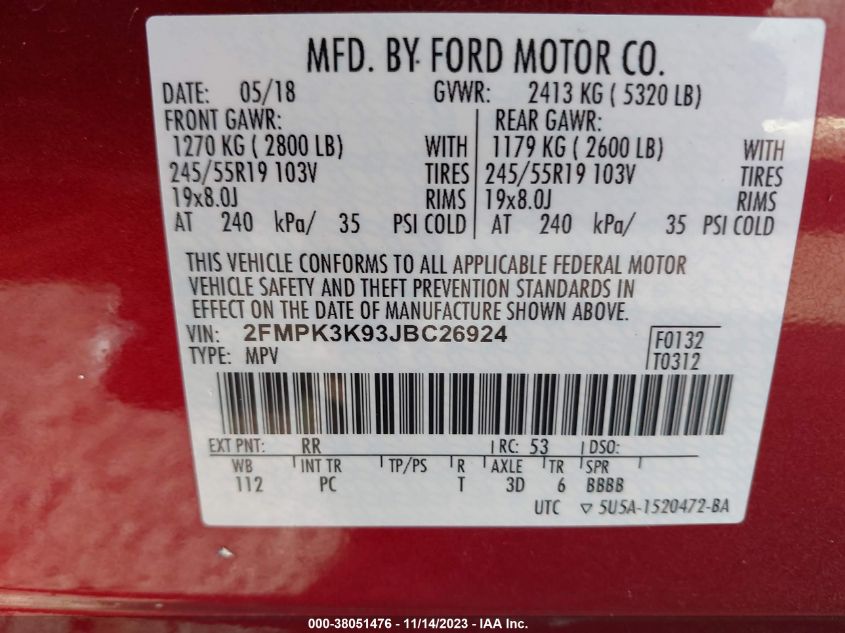 MFD. BY FORD MOTOR CO.
DATE: 05/18 GVWR: 2413 KG ( 5320 LB)
FRONT GAWR: REAR GAWR:
1270 KG ( 2800 LB) WITH 1179 KG ( 2600 LB) WITH
245/55R19 103V TIRES 245/55R19 103V TIRES
19x8.0J RIMS 19x8.0J RIMS
AT 240 kPa/ 35 PSI COLD AT 240 kPa/ 35 PSI COLD
THIS VEHICLE CONFORMS TO ALL APPLICABLE FEDERAL MOTOR
VEHICLE SAFETY AND THEFT PREVENTION STANDARDS IN
EFFECT ON THE DATE OF MANUFACTURE SHOWN ABOVE.
VIN: 2FMPK3K93JBC26924 F0132
TYPE: MPV T0312
EXT PNT: RR RC: 53 DSO:
WB INT TR TP/PS R AXLE TR SPR
112 PC T 3D 6 BBBB
UTC ▽ 5U5A-1520472-BA
000-38051476 - 11/14/2023 - IAA Inc.